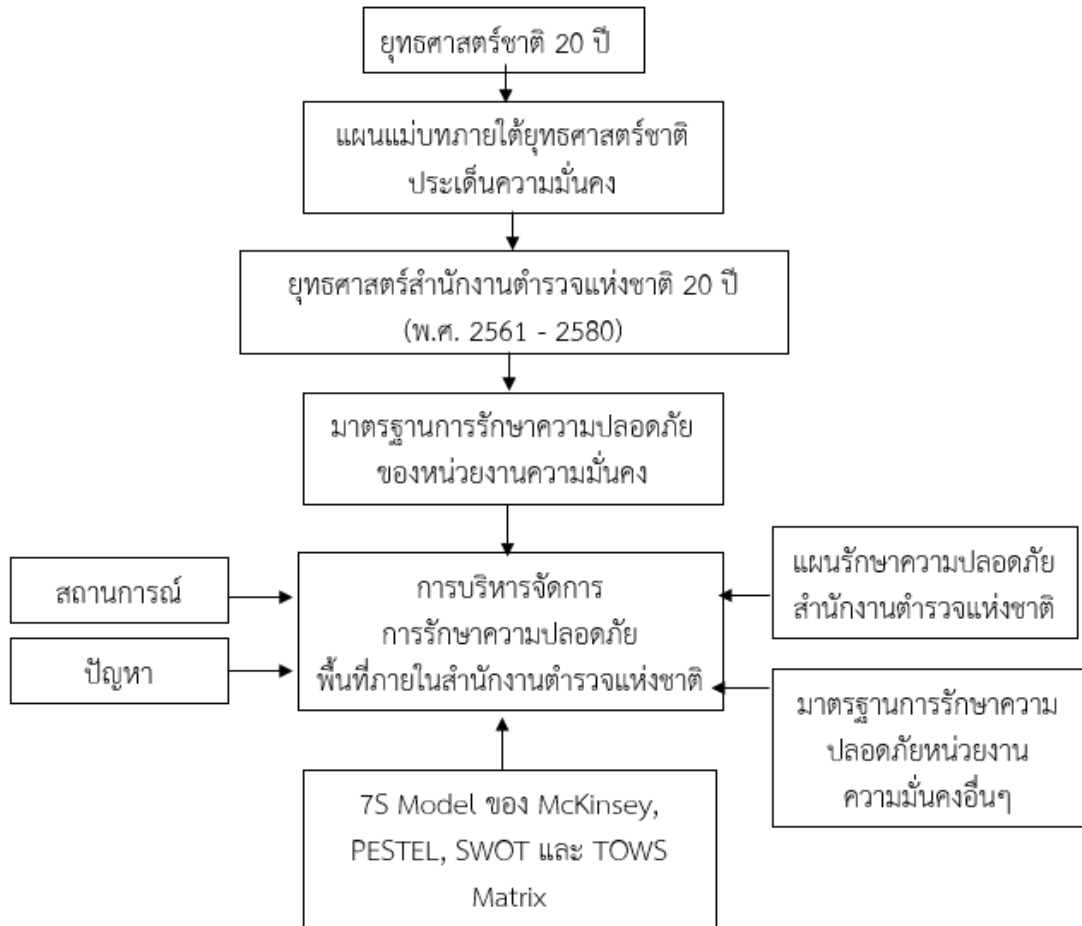 ยุทธศาสตร์ชาติ 20 ปี
แผนแม่บทภายใต้ยุทธศาสตร์ชาติ
ประเด็นความมั่นคง
ยุทธศาสตร์สำนักงานตำรวจแห่งชาติ 20 ปี
(พ.ศ. 2561 - 2580)
มาตรฐานการรักษาความปลอดภัย
ของหน่วยงานความมั่นคง
สถานการณ์
ปัญหา
การบริหารจัดการ
การรักษาความปลอดภัย
พื้นที่ภายในสำนักงานตำรวจแห่งชาติ
แผนรักษาความปลอดภัย
สำนักงานตำรวจแห่งชาติ
มาตรฐานการรักษาความ
ปลอดภัยหน่วยงาน
ความมั่นคงอื่นๆ
7S Model ของ McKinsey,
PESTEL, SWOT และ TOWS
Matrix